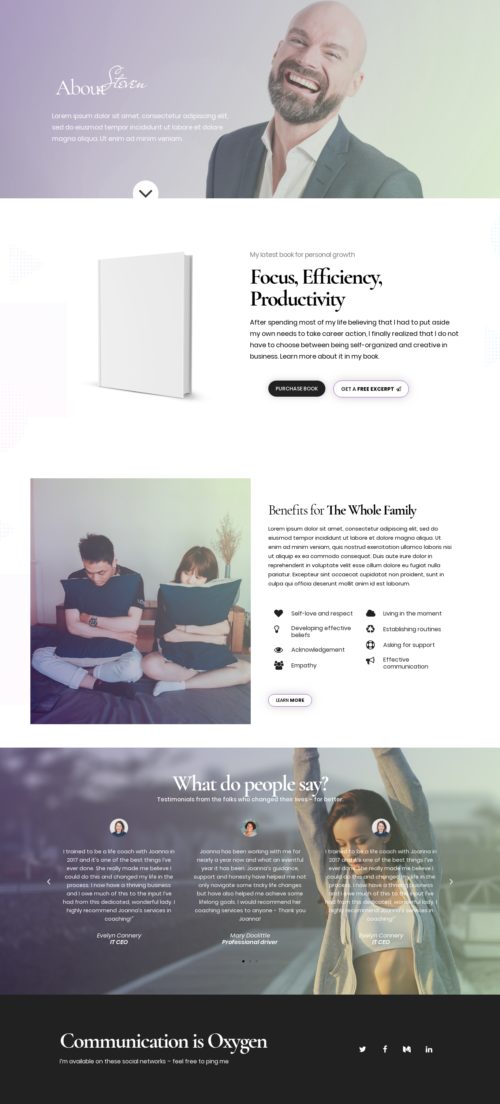 About Steven
Lorem ipsum dolor sit amet, consectetur adipiscing elit,
sed do eiusmod tempor incididunt ut labore et dolore
magna aliqua. Ut enim ad minim veniam.
My latest book for personal growth
Focus, Efficiency,
Productivity
After spending most of my life believing that I had to put aside
my own needs to take career action, I finally realized that I do not
have to choose between being self-organized and creative in
business. Learn more about it in my book.
PURCHASE BOOK
GET A FREE EXCERPT
Benefits for The Whole Family
Lorem ipsum dolor sit amet, consectetur adipiscing elit, sed do
eiusmod tempor incididunt ut labore et dolore magna aliqua. Ut
enim ad minim veniam, quis nostrud exercitation ullamco laboris nisi
ut aliquip ex ea commodo consequat. Duis aute irure dolor in
reprehenderit in voluptate velit esse cillum dolore eu fugiat nulla
pariatur. Excepteur sint occaecat cupidatat non proident, sunt in
culpa qui officia deserunt mollit anim id est laborum.
Self-love and respect
Developing effective
beliefs
Acknowledgement
Empathy
Living in the moment
Establishing routines
Asking for support
Effective
communication
LEARN MORE
What do people say?
Testimonials from the folks who changed their lives – for better.
I trained to be a life coach with Joanna in
2017 and it's one of the best things I've
ever done. She really made me believe I
could do this and changed my life in the
process. I now have a thriving business
and I owe much of this to the input I've
had from this dedicated, wonderful lady. I
highly recommend Joanna's services in
coaching!"
Evelyn Connery
IT CEO
Joanna has been working with me for
nearly a year now and what an eventful
year it has been. Joanna's guidance,
support and honesty have helped me not
only navigate some tricky life changes
but have also helped me achieve some
lifelong goals. I would recommend her
coaching services to anyone - Thank you
Joanna!
Mary Doolittle
Professional driver
I trained to be a life coach with Joanna in
2017 and it's one of the best things I've
ever done. She really made me believe I
could do this and changed my life in the
process. I now have a thriving business
and I owe much of this to the input I've
had from this dedicated, wonderful lady. I
highly recommend Joanna's services in
coaching!"
Evelyn Connery
IT CEO
Communication is Oxygen
I'm available on these social networks – feel free to ping me